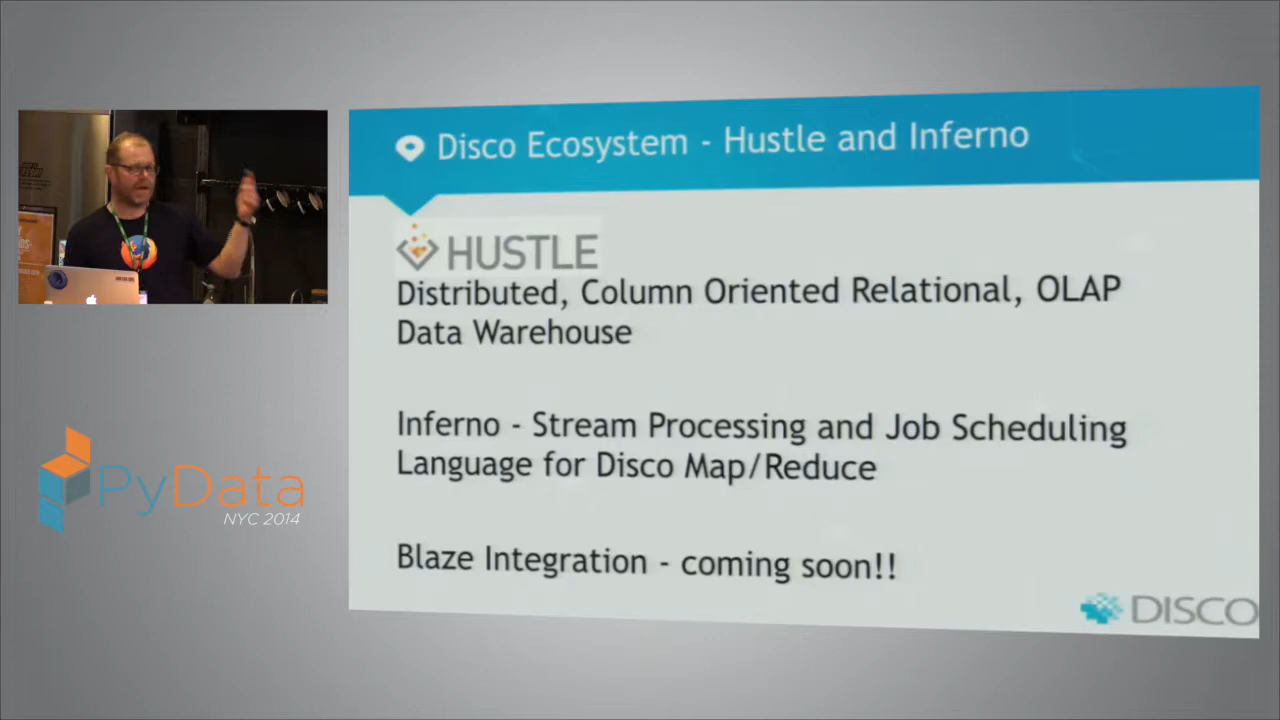 Disco Ecosystem - Hustle and Inferno
HUSTLE
Distributed, Column Oriented Relational, OLAP
Data Warehouse
Inferno - Stream Processing and Job Scheduling
Language for Disco Map/Reduce
Blaze Integration - coming soon!!
DISCO
PyData
NYC 2014